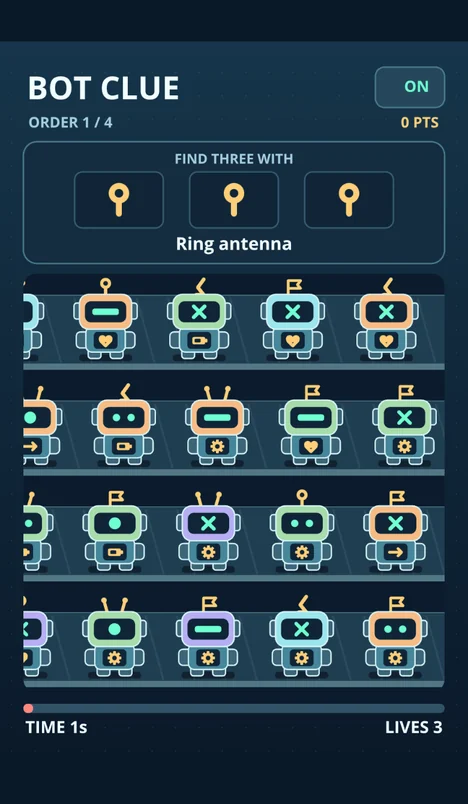 BOT CLUE
ON
ORDER 1 / 4
0 PTS
FIND THREE WITH
Ring antenna
TIME 1s
LIVES 3